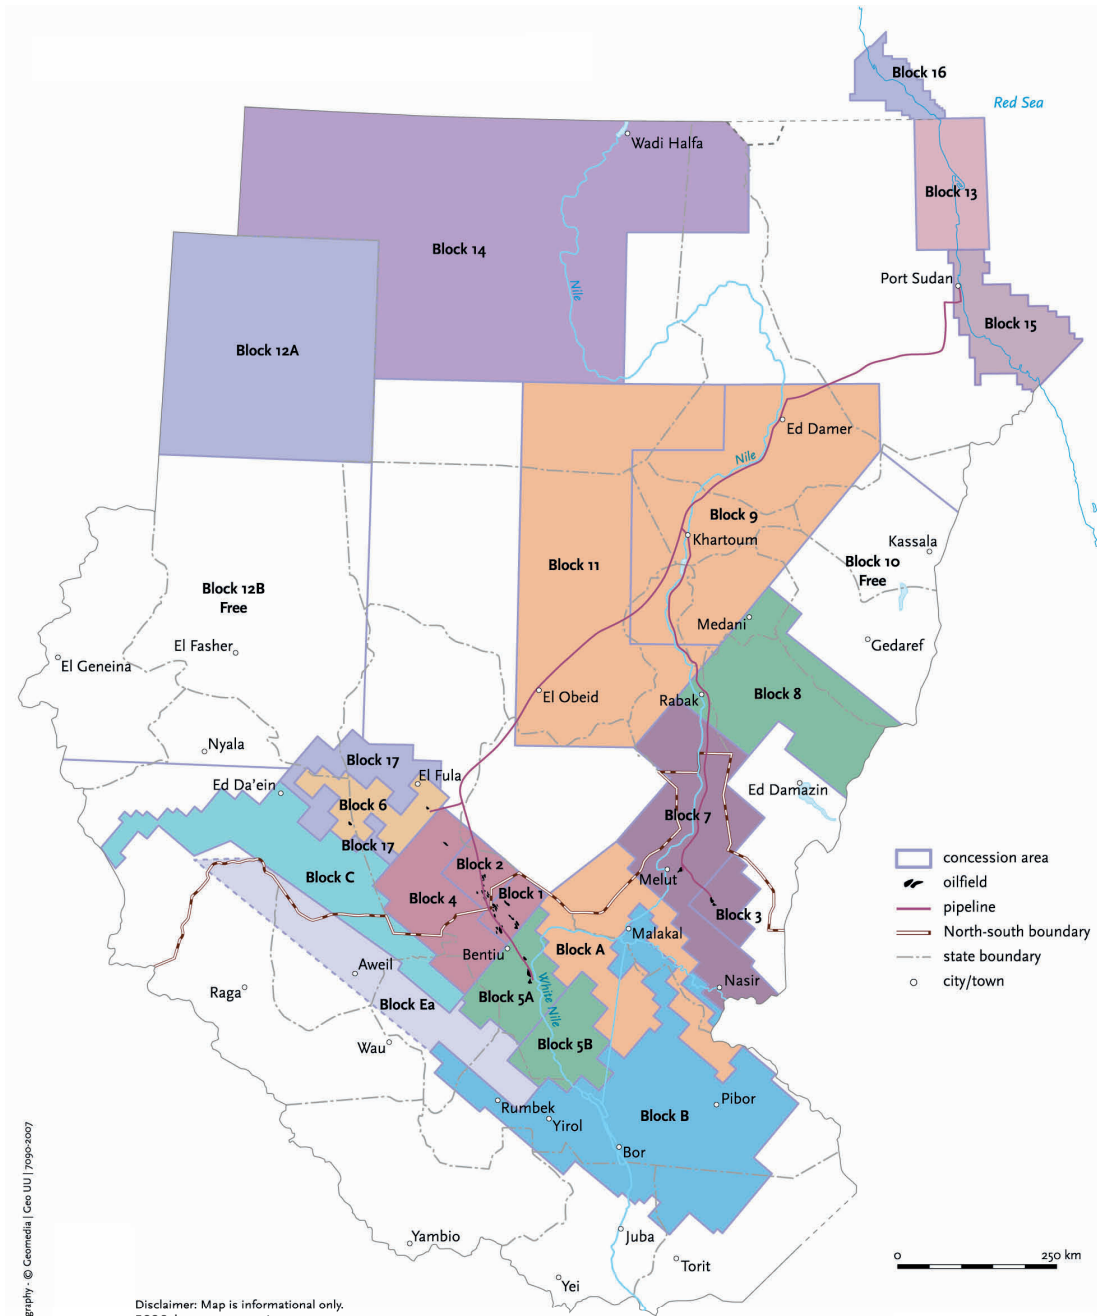 Block 16
Red Sea
Wadi Halfa
Block 13
Block 14
Port Sudan
Nile
Block 15
Block 12A
Ed Damer
Nile
Block 9
Khartoum
Kassala
Block 11
Block 10
Free
Block 12B
Free
Medani
El Fasher
Gedaref
El Geneina
El Obeid
Rabak
Block 8
Nyala
Block 17
El Fula
Ed Da'ein
Ed Damazin
Block 6
Block 7
Block 17
Block 2
Block C
Melut
Block 4
Block 1
Block 3
Malakal
Block A
Bentiu
Aweil
Nasir
Raga
Block Ea
Block 5A
White Nile
Wau
Block 5B
Rumbek
Pibor
Yirol
Block B
Bor
Yambio
Juba
Torit
Yei
concession area
oilfield
pipeline
North-south boundary
state boundary
city/town
0 250 km
graphy - © Geomedia | Geo UU | 7090-2007
Disclaimer: Map is informational only.